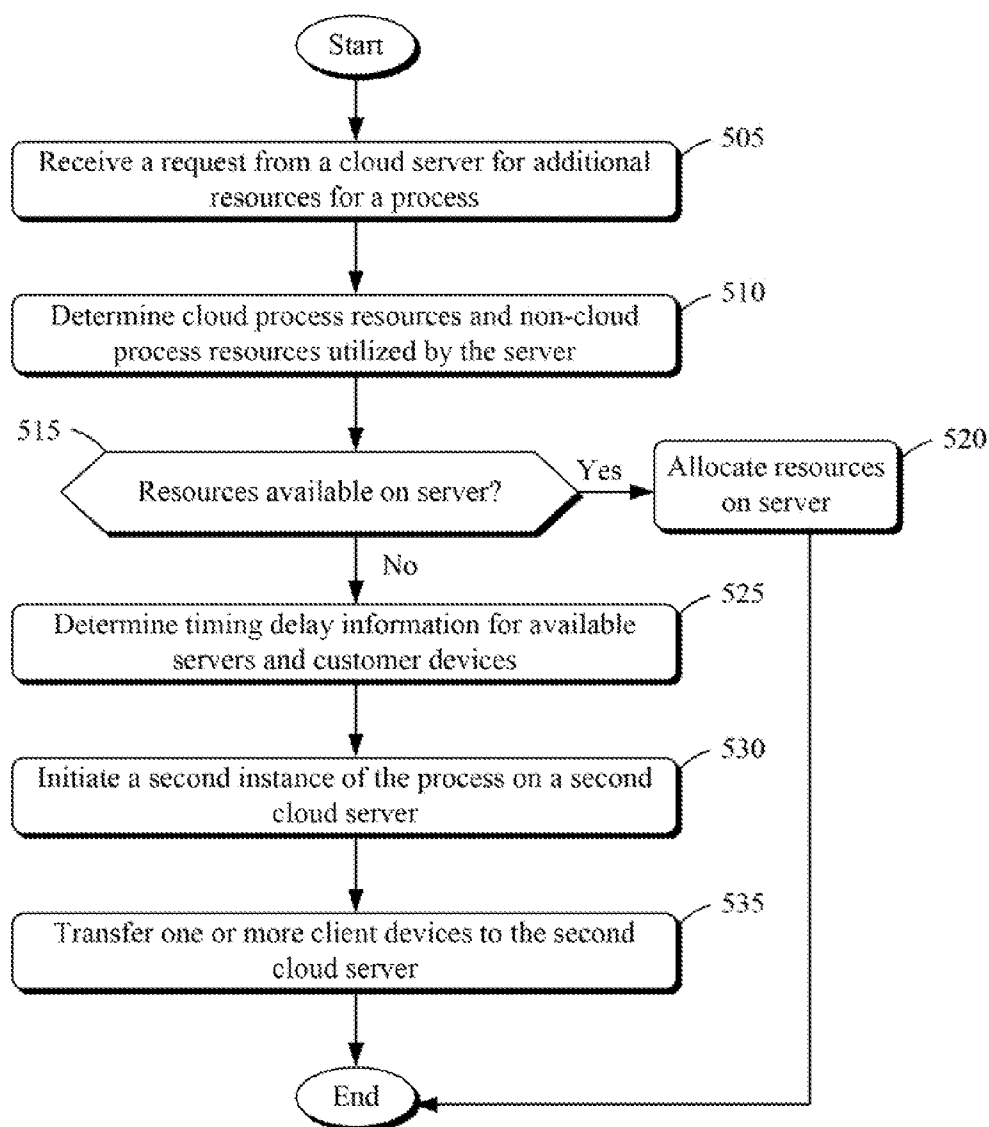 Start
505
Receive a request from a cloud server for additional
resources for a process
510
Determine cloud process resources and non-cloud
process resources utilized by the server
515
Resources available on server?
Yes
520
Allocate resources
on server
No
525
Determine timing delay information for available
servers and customer devices
530
Initiate a second instance of the process on a second
cloud server
535
Transfer one or more client devices to the second
cloud server
End